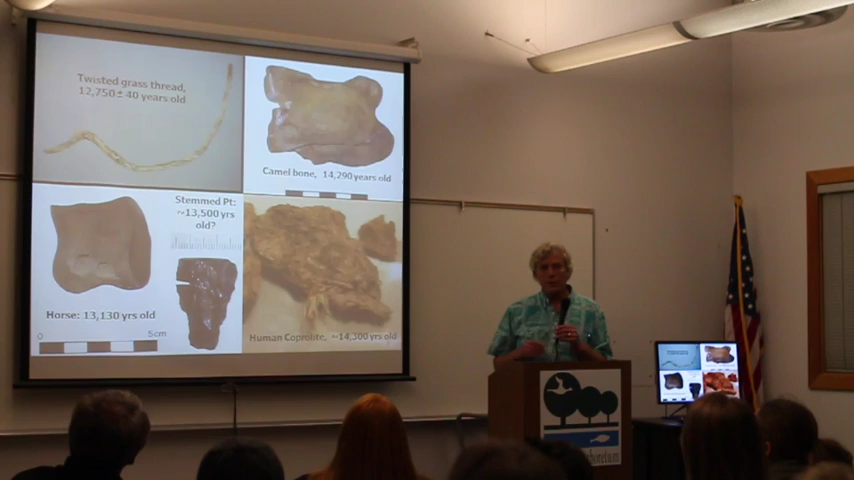 Twisted grass thread,
12,750 ± 40 years old
Camel bone, 14,290 years old
Stemmed Pt:
~13,500 yrs
old?
Horse: 13,130 yrs old
0 5cm
Human Coprolite, ~14,300 yrs old